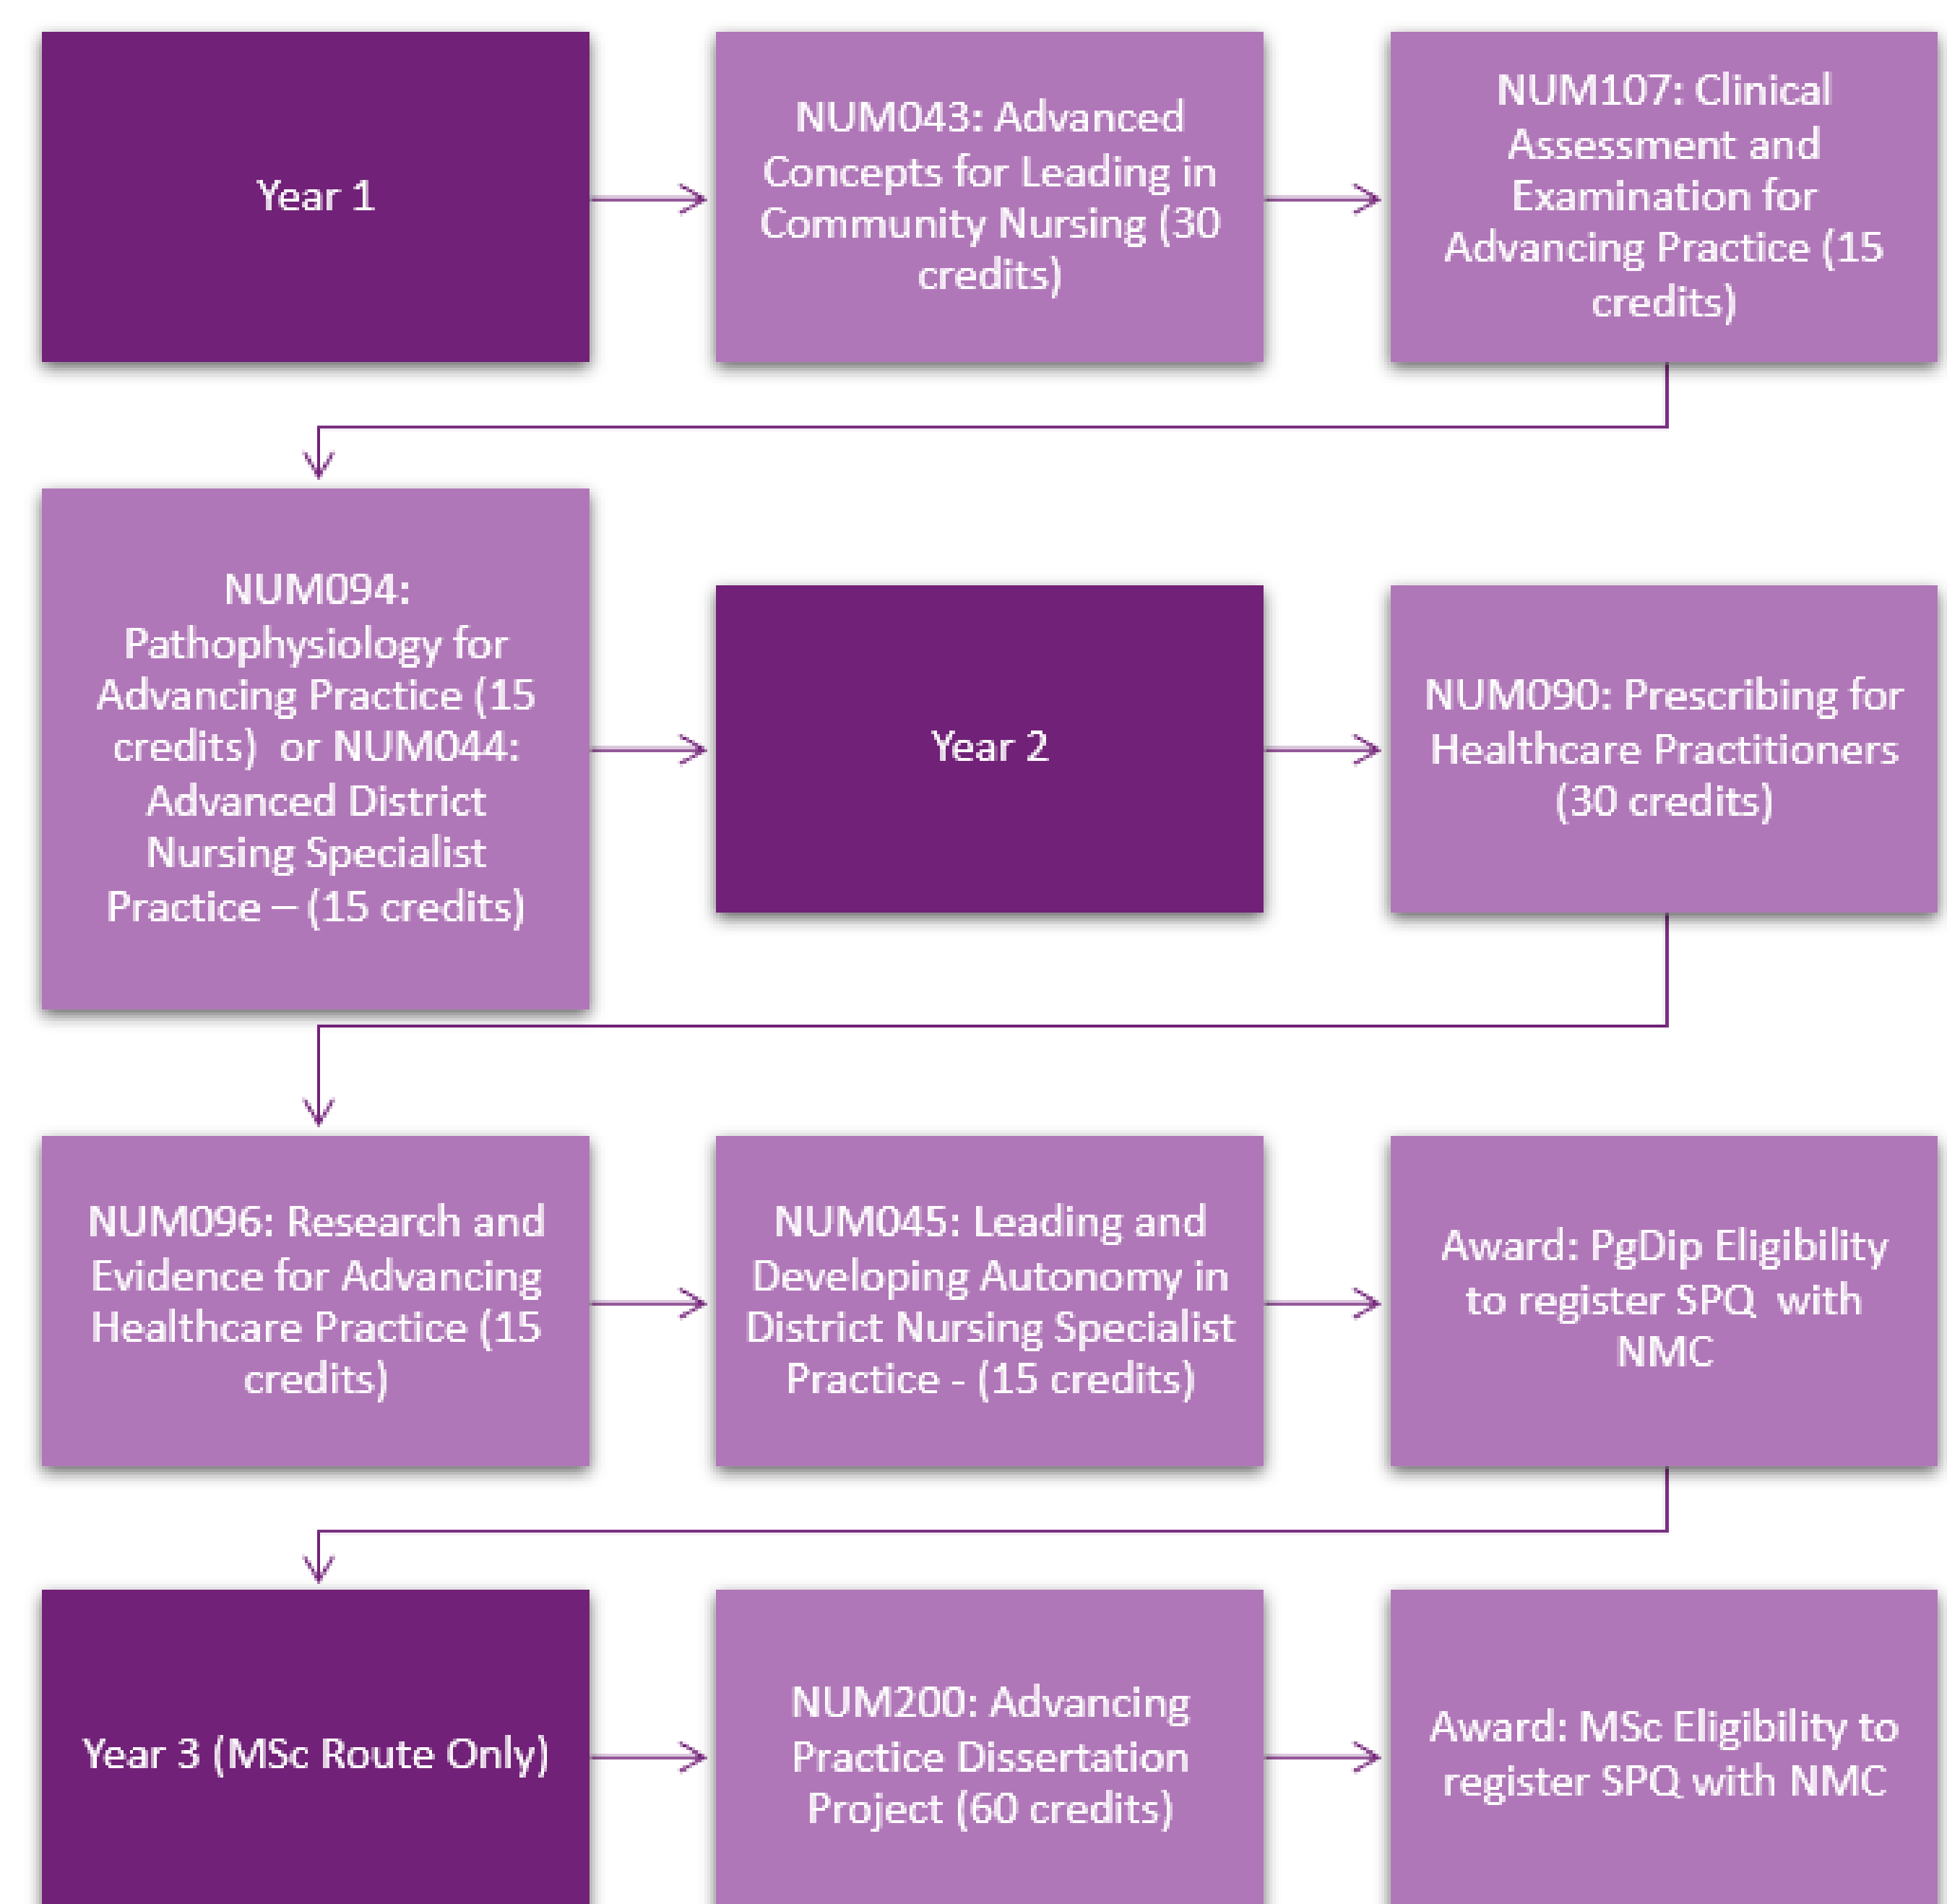 Year 1
NUM043: Advanced
Concepts for Leading in
Community Nursing (30
credits)
NUM107: Clinical
Assessment and
Examination for
Advancing Practice (15
credits)
NUM094:
Pathophysiology for
Advancing Practice (15
credits)  or NUM044:
Advanced District
Nursing Specialist
Practice – (15 credits)
Year 2
NUM090: Prescribing for
Healthcare Practitioners
(30 credits)
NUM096: Research and
Evidence for Advancing
Healthcare Practice (15
credits)
NUM045: Leading and
Developing Autonomy in
District Nursing Specialist
Practice - (15 credits)
Award: PgDip Eligibility
to register SPQ  with
NMC
Year 3 (MSc Route Only)
NUM200: Advancing
Practice Dissertation
Project (60 credits)
Award: MSc Eligibility to
register SPQ with NMC